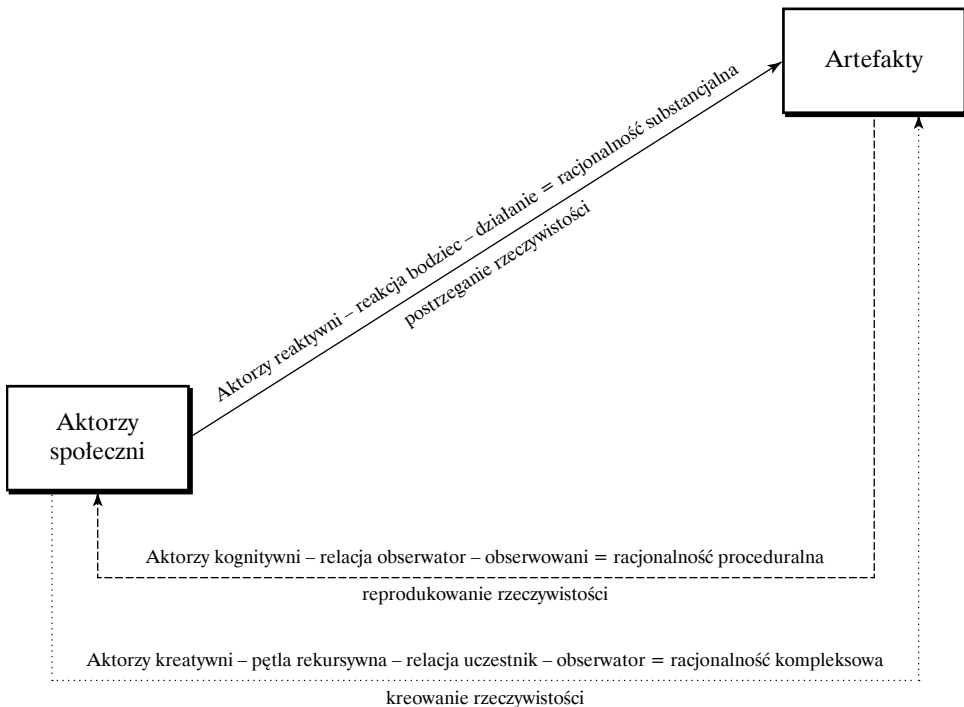 Artefakty
Aktorzy reaktywni – reakcja bodziec – działanie = racjonalność substancjalna
postrzeganie rzeczywistości
Aktorzy
społeczni
Aktorzy kognitywni – relacja obserwator – obserwowani = racjonalność proceduralna
reprodukowanie rzeczywistości
Aktorzy kreatywni – pętla rekursywna – relacja uczestnik – obserwator = racjonalność kompleksowa
kreowanie rzeczywistości